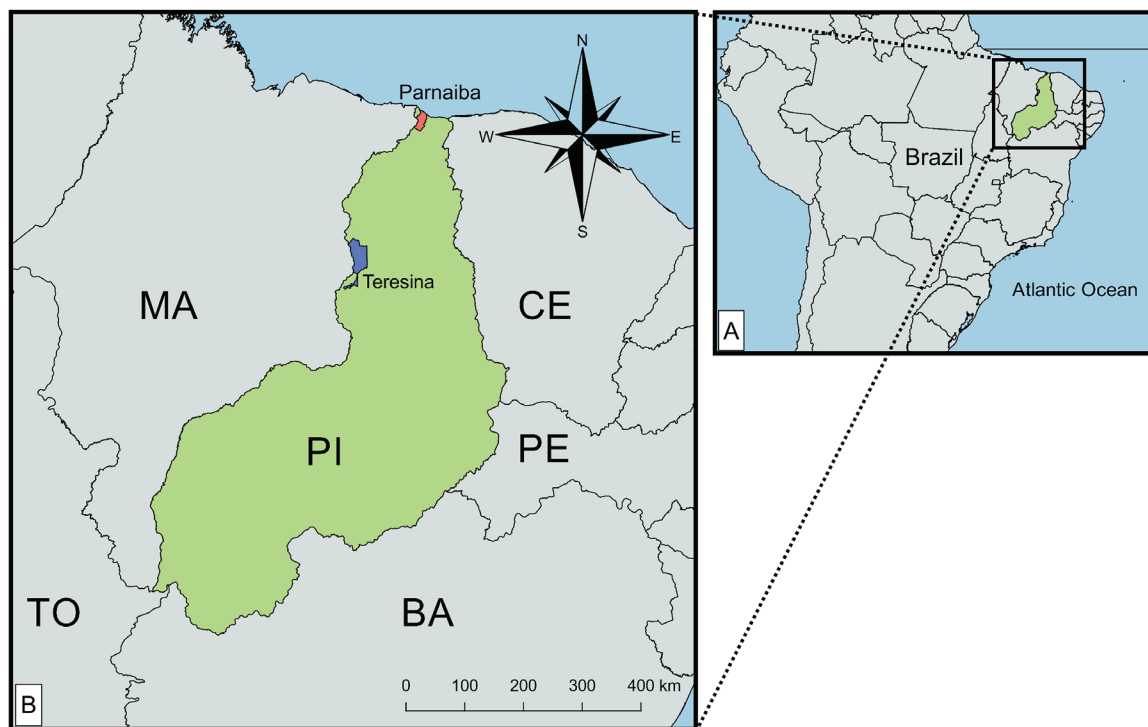 N
Parnaiba
W
E
S
Teresina
MA
CE
PI
PE
TO
BA
0 100 200 300 400 km
B
Brazil
Atlantic Ocean
A